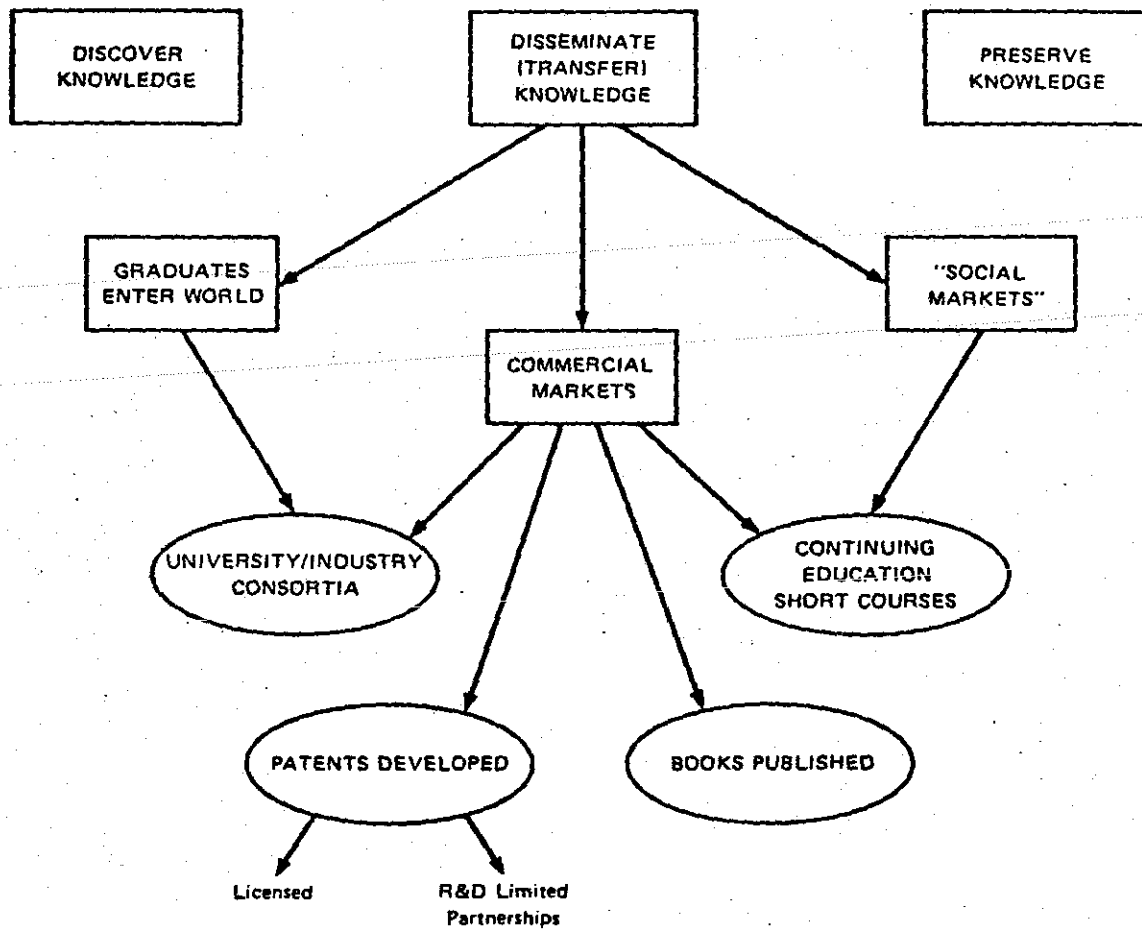 DISCOVER
KNOWLEDGE
DISSEMINATE
(TRANSFER)
KNOWLEDGE
PRESERVE
KNOWLEDGE
GRADUATES
ENTER WORLD
"SOCIAL
MARKETS"
COMMERCIAL
MARKETS
UNIVERSITY/INDUSTRY
CONSORTIA
CONTINUING
EDUCATION
SHORT COURSES
PATENTS DEVELOPED
BOOKS PUBLISHED
Licensed
R&D Limited
Partnerships